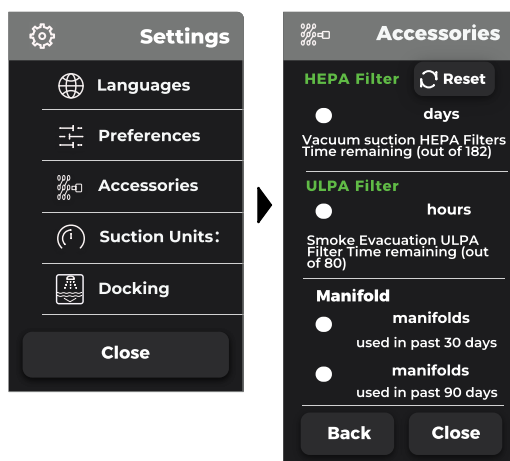 Settings
Languages
Preferences
Accessories
Suction Units:
Docking
Close
Accessories
HEPA Filter
Reset
days
Vacuum suction HEPA Filters
Time remaining (out of 182)
ULPA Filter
hours
Smoke Evacuation ULPA
Filter Time remaining (out
of 80)
Manifold
manifolds
used in past 30 days
manifolds
used in past 90 days
Back
Close